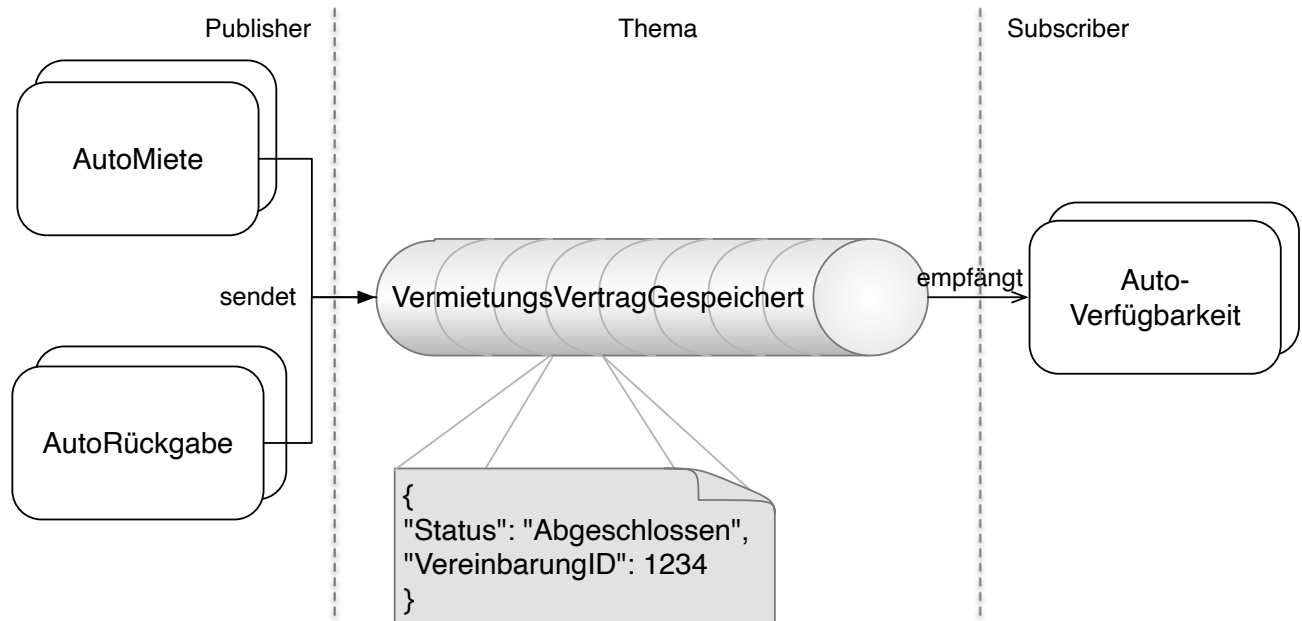 Publisher
Thema
Subscriber
AutoMiete
sendet
VermietungsVertragGespeichert
empfängt
Auto-
Verfügbarkeit
AutoRückgabe
{
"Status": "Abgeschlossen",
"VereinbarungID": 1234
}